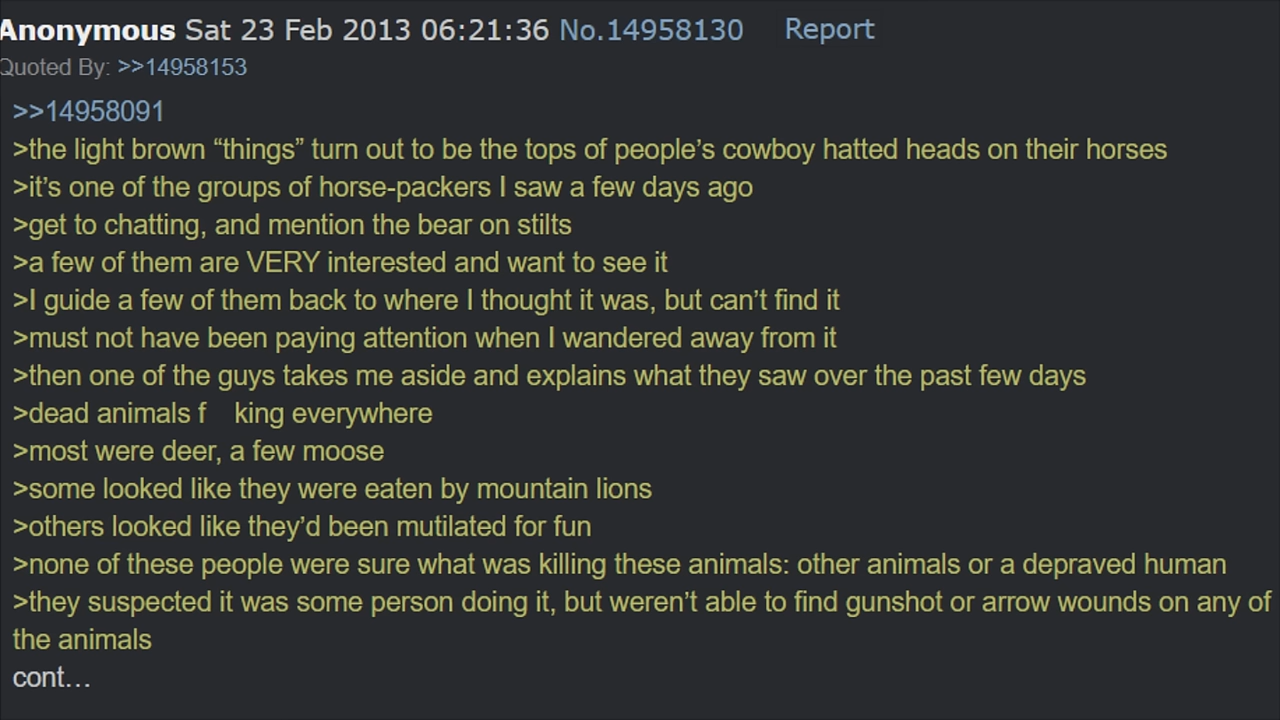 Anonymous Sat 23 Feb 2013 06:21:36 No.14958130 Report
Quoted By: >>14958153
>>14958091
>the light brown “things” turn out to be the tops of people’s cowboy hatted heads on their horses
>it’s one of the groups of horse-packers I saw a few days ago
>get to chatting, and mention the bear on stilts
>a few of them are VERY interested and want to see it
>I guide a few of them back to where I thought it was, but can’t find it
>must not have been paying attention when I wandered away from it
>then one of the guys takes me aside and explains what they saw over the past few days
>dead animals f king everywhere
>most were deer, a few moose
>some looked like they were eaten by mountain lions
>others looked like they’d been mutilated for fun
>none of these people were sure what was killing these animals: other animals or a depraved human
>they suspected it was some person doing it, but weren’t able to find gunshot or arrow wounds on any of
the animals
cont…